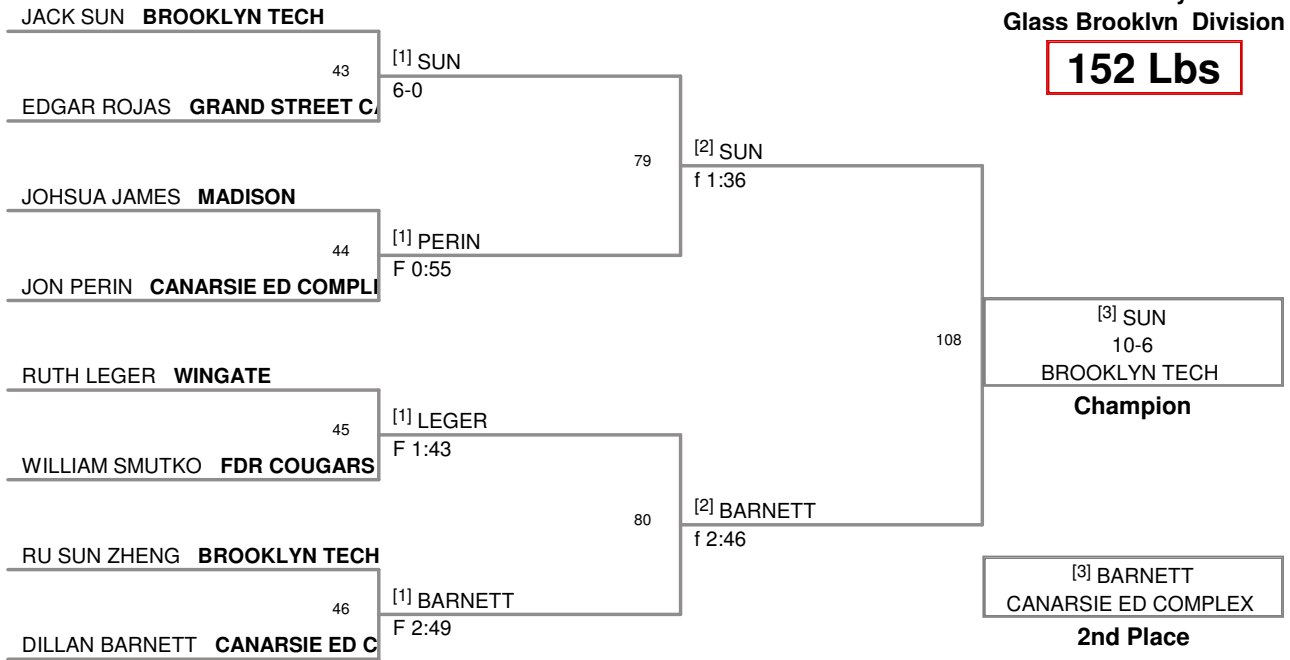 JACK SUN BROOKLYN TECH
Glass Brooklyn Division
152 Lbs
43
[1] SUN
6-0
EDGAR ROJAS GRAND STREET CA
79
[2] SUN
f 1:36
JOHSUA JAMES MADISON
44
[1] PERIN
F 0:55
JON PERIN CANARSIE ED COMPL
108
[3] SUN
10-6
BROOKLYN TECH
Champion
RUTH LEGER WINGATE
45
[1] LEGER
F 1:43
WILLIAM SMUTKO FDR COUGARS
80
[2] BARNETT
f 2:46
RU SUN ZHENG BROOKLYN TECH
46
[1] BARNETT
F 2:49
DILLAN BARNETT CANARSIE ED C
[3] BARNETT
CANARSIE ED COMPLEX
2nd Place